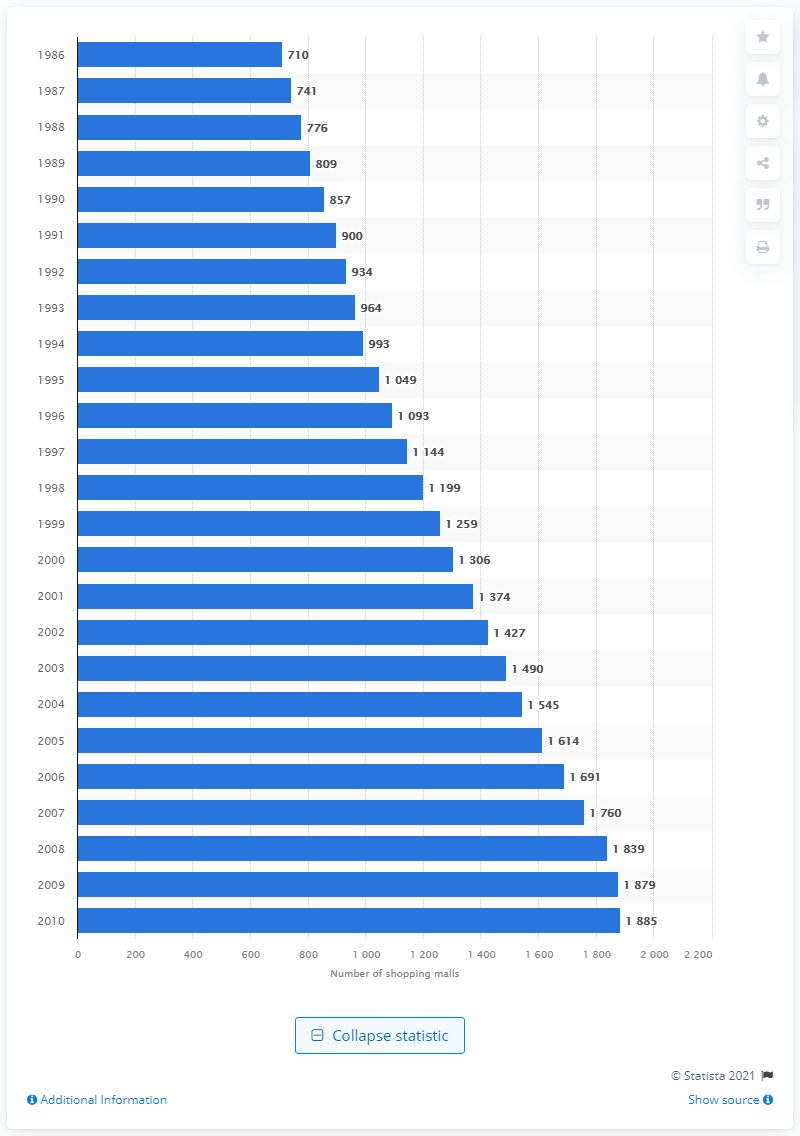 1986 710
1987 741
1988 776
1989 809
1990 857
1991 900
1992 934
1993 964
1994 993
1995 1 049
1996 1 093
1997 1 144
1998 1 199
1999 1 259
2000 1 306
2001 1 374
2002 1 427
2003 1 490
2004 1 545
2005 1 614
2006 1 691
2007 1 760
2008 1 839
2009 1 879
2010 1 885
0 200 400 600 800 1 000 1 200 1 400 1 600 1 800 2 000 2 200
Number of shopping malls
Collapse statistic
© Statista 2021
Additional Information Show source